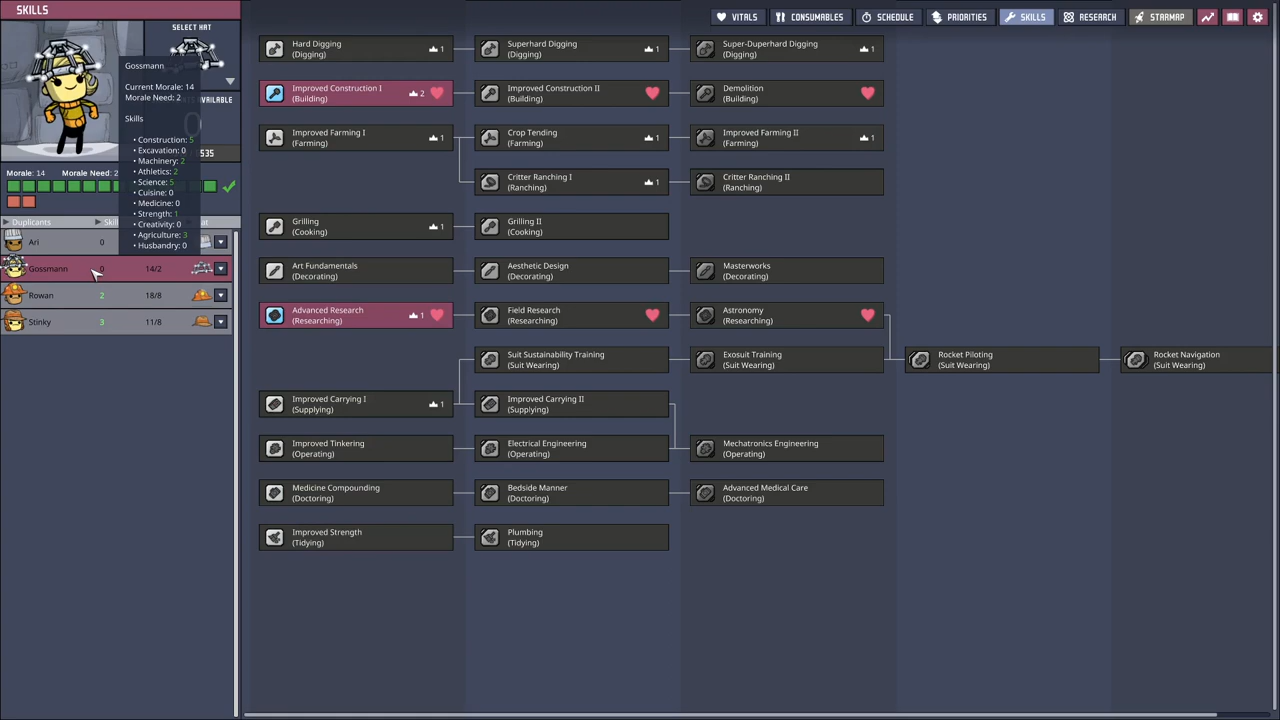 SKILLS
VITALS
CONSUMABLES
SCHEDULE
PRIORITIES
SKILLS
RESEARCH
STARMAP
SELECT HAT
Gossmann
Current Morale: 14
Morale Need: 2
AVAILABLE
0
535
Skills
• Construction: 5
• Excavation: 0
• Machinery: 2
• Athletics: 2
• Science: 5
• Cuisine: 0
• Medicine: 0
• Strength: 1
• Creativity: 0
• Agriculture: 3
• Husbandry: 0
Morale: 14
Morale Need: 2
Duplicants
Skil
at
Ari
0
Gossmann
0
14/2
Rowan
2
18/8
Stinky
3
11/8
Hard Digging
(Digging)
1
Superhard Digging
(Digging)
1
Super-Duperhard Digging
(Digging)
1
Improved Construction I
(Building)
2
Improved Construction II
(Building)
Demolition
(Building)
Improved Farming I
(Farming)
1
Crop Tending
(Farming)
1
Improved Farming II
(Farming)
1
Critter Ranching I
(Ranching)
1
Critter Ranching II
(Ranching)
Grilling
(Cooking)
1
Grilling II
(Cooking)
Art Fundamentals
(Decorating)
Aesthetic Design
(Decorating)
Masterworks
(Decorating)
Advanced Research
(Researching)
1
Field Research
(Researching)
Astronomy
(Researching)
Suit Sustainability Training
(Suit Wearing)
Exosuit Training
(Suit Wearing)
Rocket Piloting
(Suit Wearing)
Rocket Navigation
(Suit Wearing)
Improved Carrying I
(Supplying)
1
Improved Carrying II
(Supplying)
Improved Tinkering
(Operating)
Electrical Engineering
(Operating)
Mechatronics Engineering
(Operating)
Medicine Compounding
(Doctoring)
Bedside Manner
(Doctoring)
Advanced Medical Care
(Doctoring)
Improved Strength
(Tidying)
Plumbing
(Tidying)